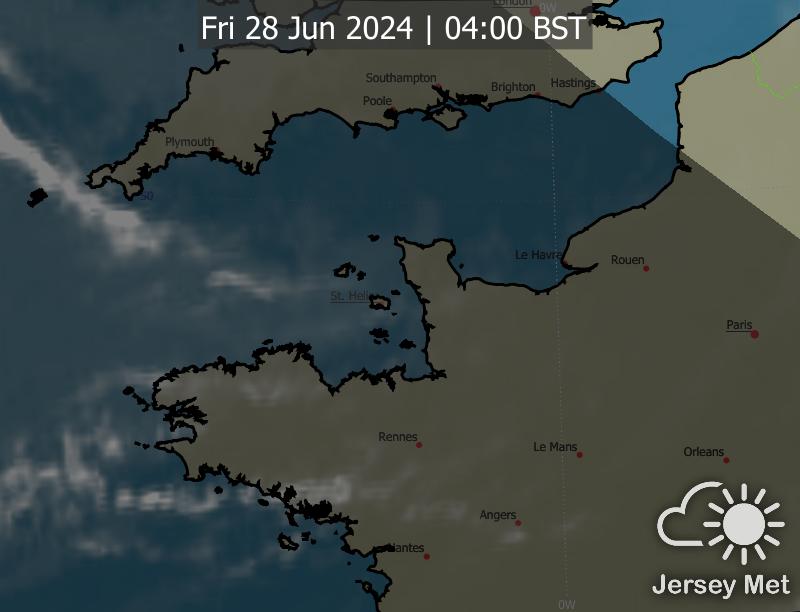 London
0W
Fri 28 Jun 2024 | 04:00 BST
Southampton
Brighton
Hastings
Poole
Plymouth
50
Le Havre
Rouen
St. Helier
Paris
Rennes
Le Mans
Orleans
Angers
Nantes
Jersey Met
0W